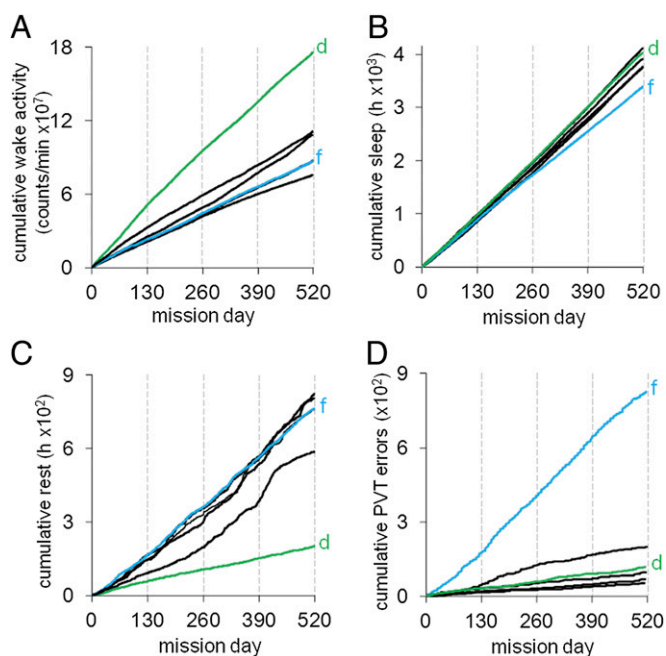 A
cumulative wake activity
(counts/min x10⁷)
18
12
6
0
d
f
0 130 260 390 520
mission day
B
cumulative sleep (h x10³)
4
3
2
1
0
d
f
0 130 260 390 520
mission day
C
cumulative rest (h x10²)
9
6
3
0
f
d
0 130 260 390 520
mission day
D
cumulative PVT errors (x10²)
9
6
3
0
f
d
0 130 260 390 520
mission day